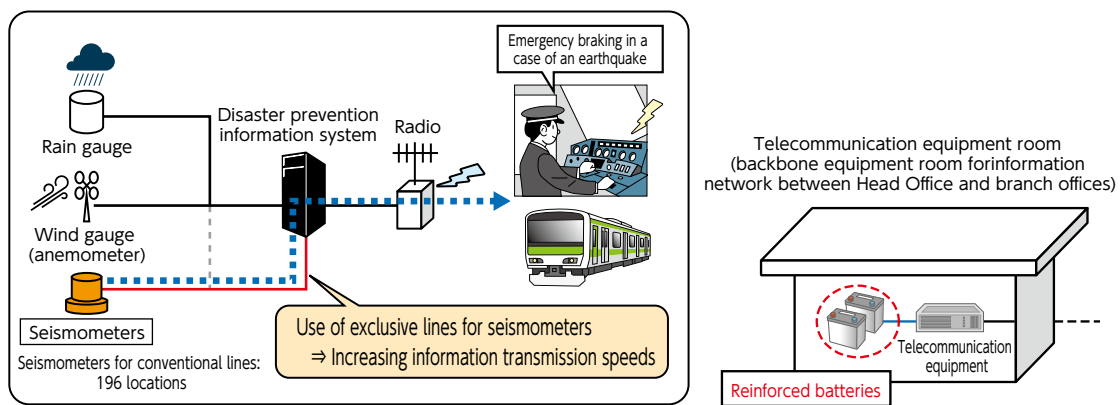 Emergency braking in a
case of an earthquake
Disaster prevention
information system
Radio
Rain gauge
Wind gauge
(anemometer)
Seismometers
Seismometers for conventional lines:
196 locations
Use of exclusive lines for seismometers
⇒ Increasing information transmission speeds
Telecommunication equipment room
(backbone equipment room forinformation
network between Head Office and branch offices)
Telecommunication
equipment
Reinforced batteries